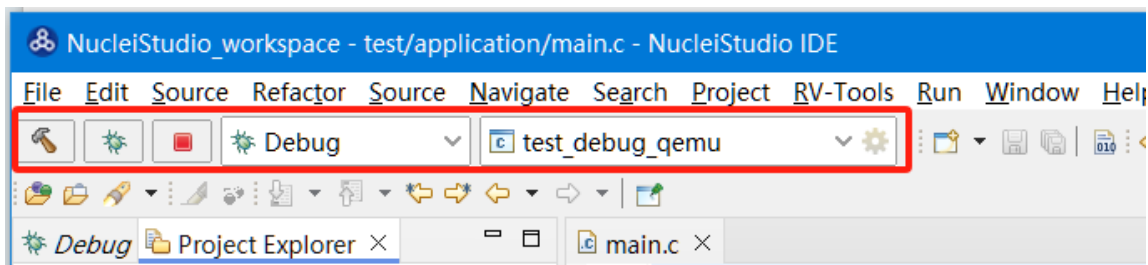 NucleiStudio_workspace - test/application/main.c - NucleiStudio IDE
File Edit Source Refactor Source Navigate Search Project RV-Tools Run Window Help
Debug test_debug_qemu 010
Debug Project Explorer main.c